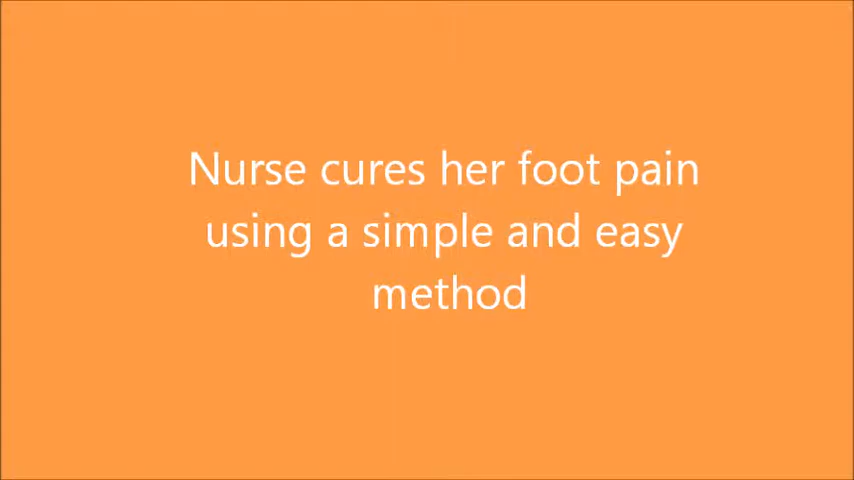 Nurse cures her foot pain
using a simple and easy
method